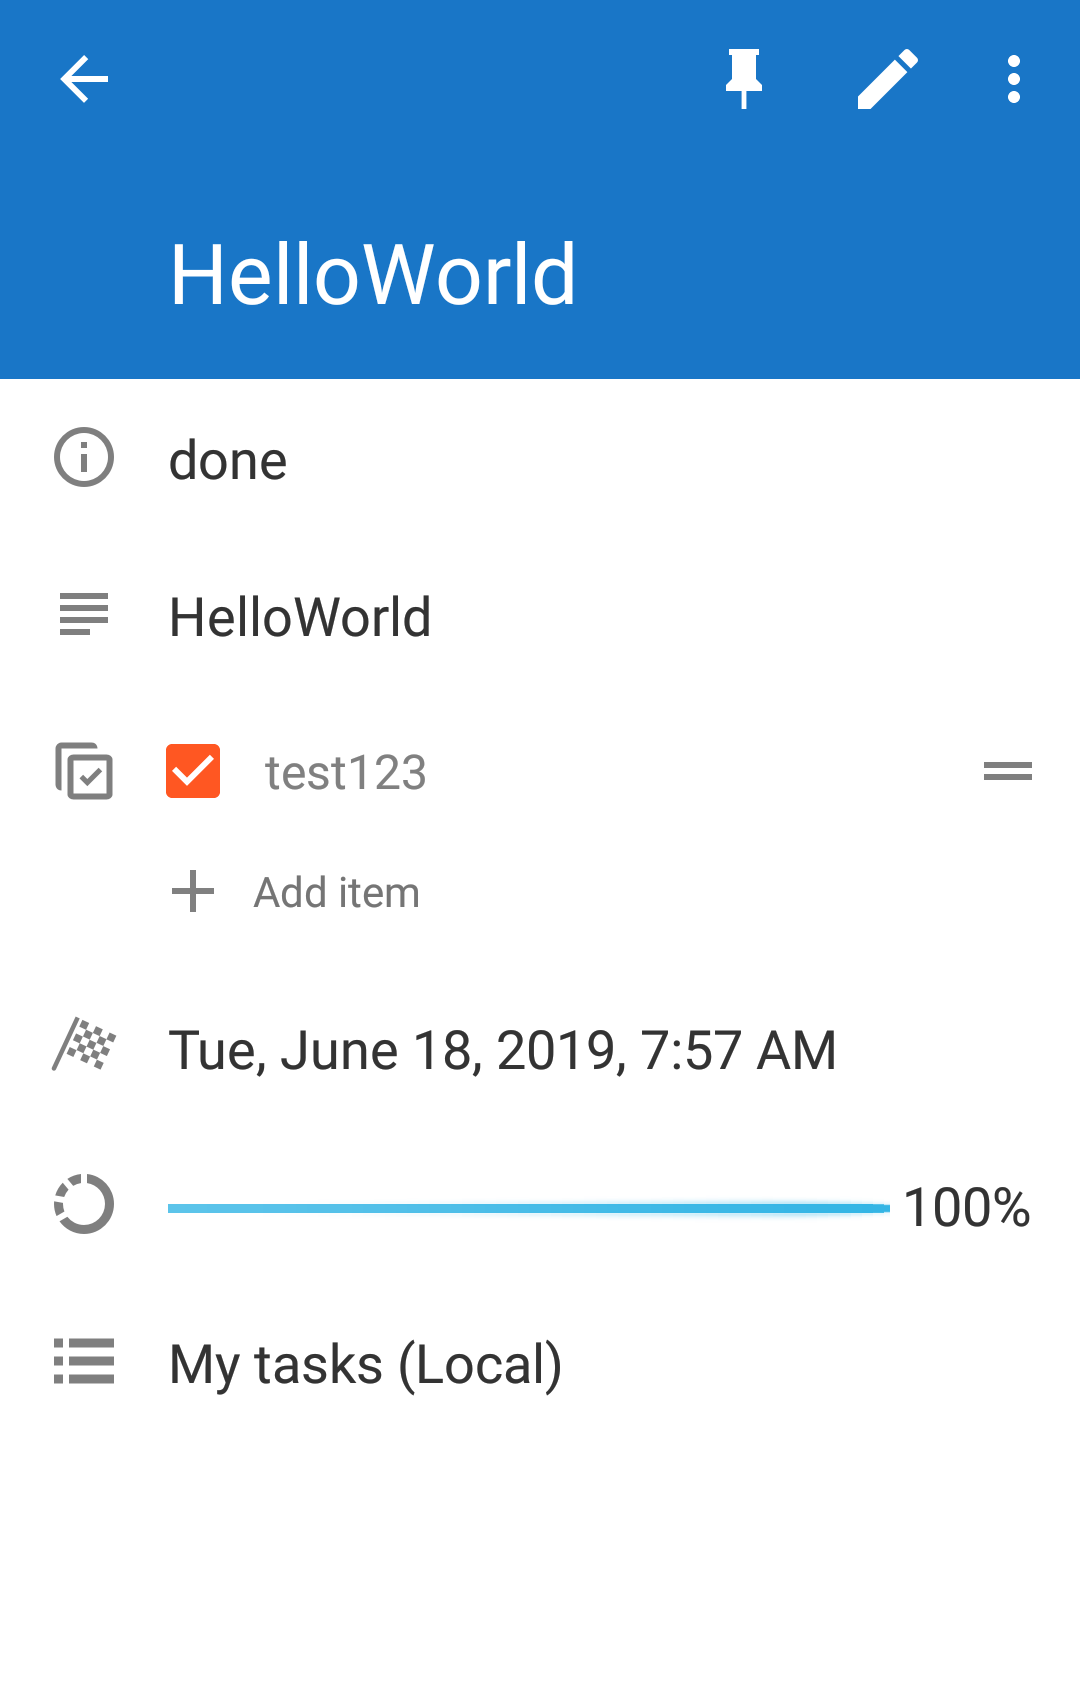 HelloWorld
done
HelloWorld
test123
Add item
Tue, June 18, 2019, 7:57 AM
100%
My tasks (Local)